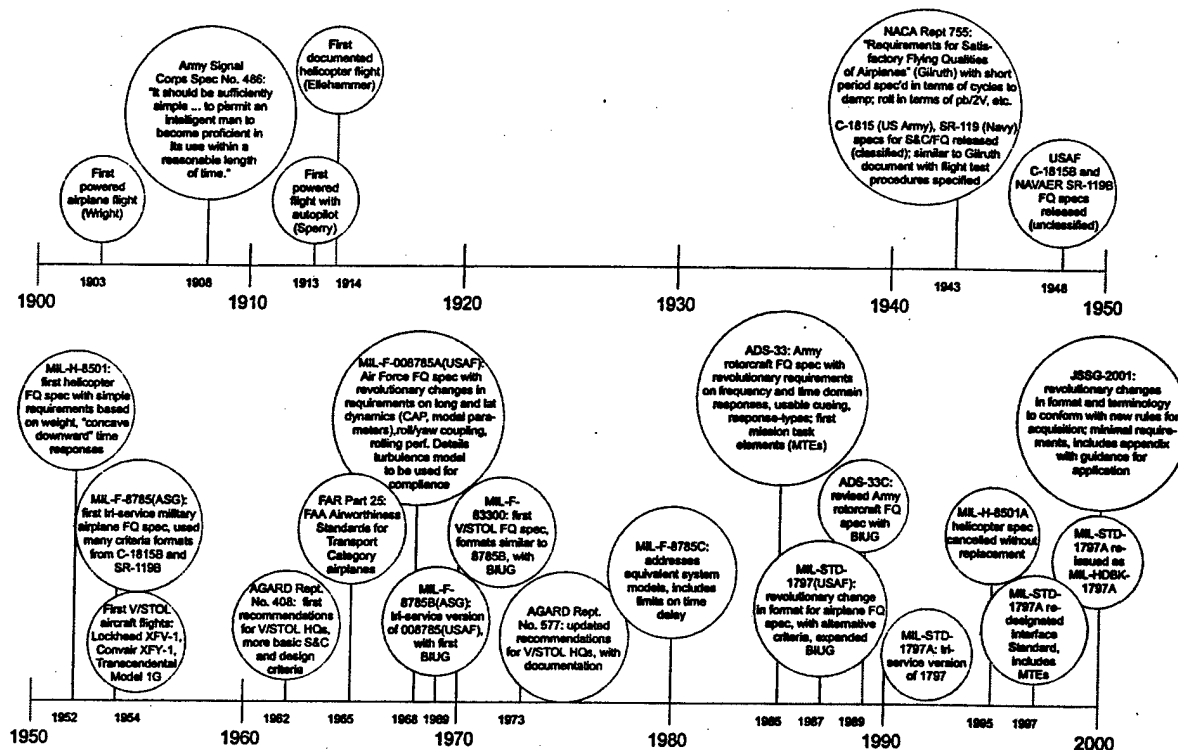 First
powered
airplane flight
(Wright)
Army Signal
Corps Spec No. 486:
"It should be sufficiently
simple ... to permit an
intelligent man to
become proficient in
its use within a
reasonable length
of time."
First
powered
flight with
autopilot
(Sperry)
First
documented
helicopter flight
(Ellehammer)
NACA Rept 755:
"Requirements for Satis-
factory Flying Qualities
of Airplanes" (Gilruth) with short
period spec'd in terms of cycles to
damp; roll in terms of pb/2V, etc.
C-1815 (US Army), SR-119 (Navy)
specs for S&C/FQ released
(classified); similar to Gilruth
document with flight test
procedures specified
USAF
C-1815B and
NAVAER SR-119B
FQ specs
released
(unclassified)
1903 1908 1913 1914 1943 1948
1900 1910 1920 1930 1940 1950
MIL-H-8501:
first helicopter
FQ spec with simple
requirements based
on weight, "concave
downward" time
responses
MIL-F-8785(ASG):
first tri-service military
airplane FQ spec, used
many criteria formats
from C-1815B and
SR-119B
First V/STOL
aircraft flights:
Lockheed XFV-1,
Convair XFY-1,
Transcendental
Model 1G
AGARD Rept.
No. 408: first
recommendations
for V/STOL HQs,
more basic S&C
and design
criteria
FAR Part 25:
FAA Airworthiness
Standards for
Transport
Category
airplanes
MIL-F-008785A(USAF):
Air Force FQ spec with
revolutionary changes in
requirements on long and lat
dynamics (CAP, model para-
meters),roll/yaw coupling,
rolling perf. Details
turbulence model
to be used for
compliance
MIL-F-
8785B(ASG):
tri-service version
of 008785(USAF),
with first
BIUG
MIL-F-
83300: first
V/STOL FQ spec,
formats similar to
8785B, with
BIUG
AGARD Rept.
No. 577: updated
recommendations
for V/STOL HQs, with
documentation
MIL-F-8785C:
addresses
equivalent system
models, includes
limits on time
delay
ADS-33: Army
rotorcraft FQ spec with
revolutionary requirements
on frequency and time domain
responses, usable cueing,
response-types; first
mission task
elements (MTEs)
MIL-STD-
1797(USAF):
revolutionary change
in format for airplane FQ
spec, with alternative
criteria, expanded
BIUG
ADS-33C:
revised Army
rotorcraft FQ
spec with
BIUG
MIL-STD-
1797A: tri-
service version
of 1797
MIL-H-8501A
helicopter spec
cancelled without
replacement
MIL-STD-
1797A re-
designated
Interface
Standard,
includes
MTEs
JSSG-2001:
revolutionary changes
in format and terminology
to conform with new rules for
acquisition; minimal require-
ments, includes appendix
with guidance for
application
MIL-STD-
1797A re-
issued as
MIL-HDBK-
1797A
1952 1954 1962 1965 1968 1969 1973 1985 1987 1989 1995 1997
1950 1960 1970 1980 1990 2000